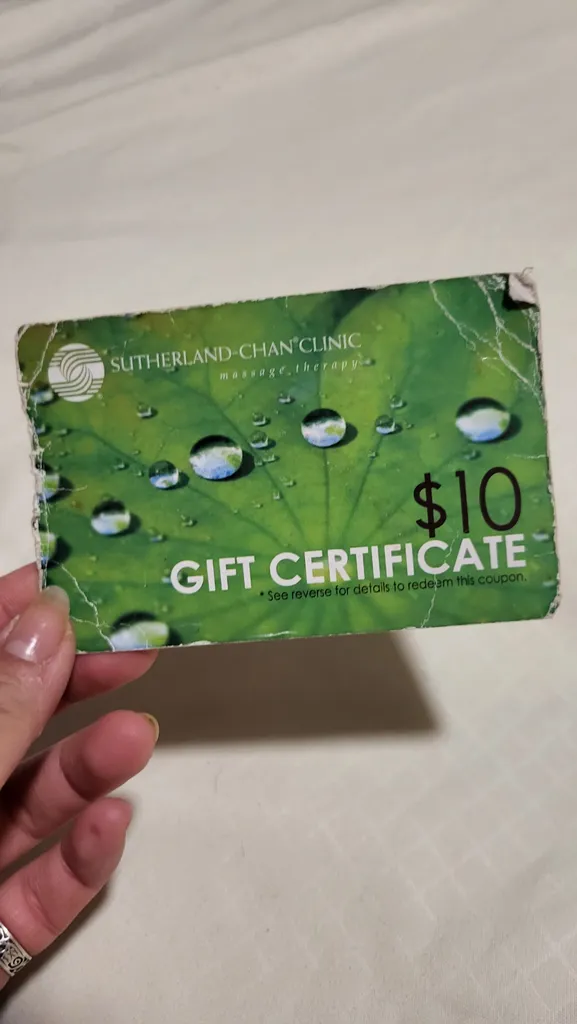 SUTHERLAND-CHAN CLINIC
massage therapy
$10
GIFT CERTIFICATE
* See reverse for details to redeem this coupon.